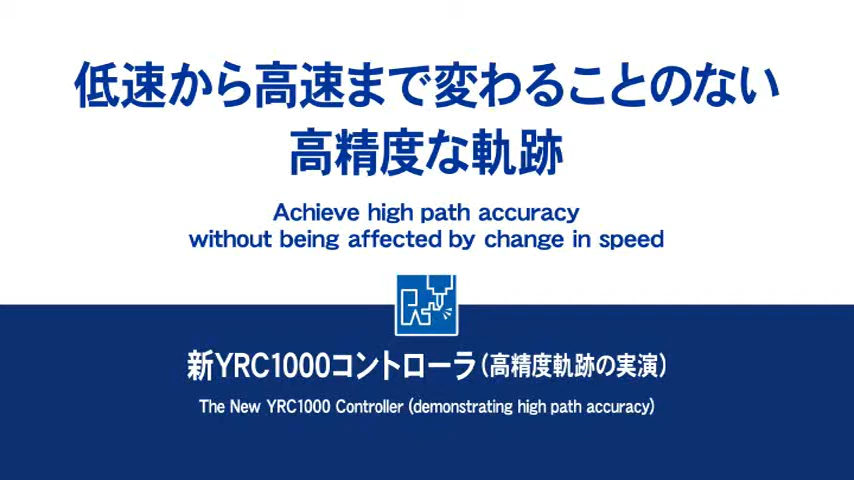 低速から高速まで変わることのない
高精度な軌跡
Achieve high path accuracy
without being affected by change in speed
新YRC1000コントローラ(高精度軌跡の実演)
The New YRC1000 Controller (demonstrating high path accuracy)